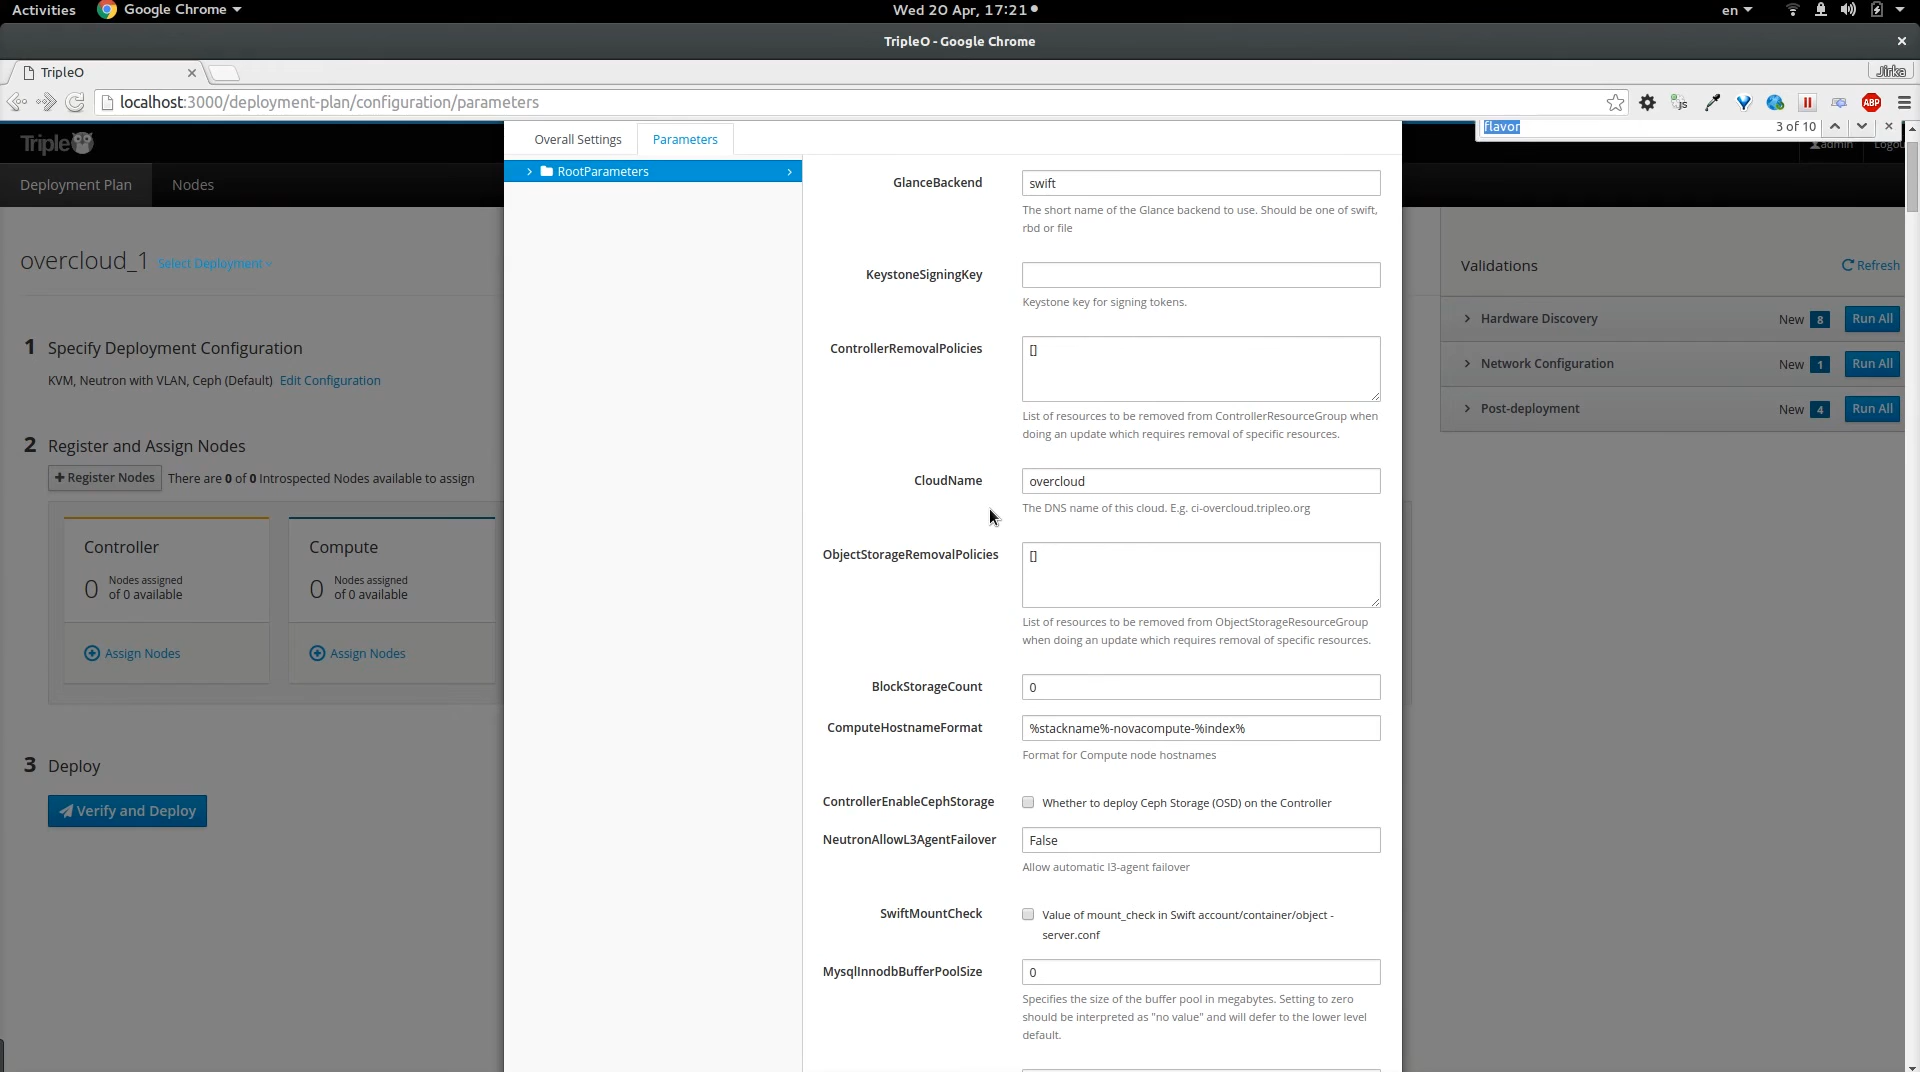 Activities
Google Chrome
Wed 20 Apr, 17:21
en
TripleO - Google Chrome
TripleO
Jirka
localhost:3000/deployment-plan/configuration/parameters
ABP
flavor
3 of 10
TripleO
admin
Logou
Deployment Plan
Nodes
Overall Settings
Parameters
RootParameters
overcloud_1
Select Deployment
1 Specify Deployment Configuration
KVM, Neutron with VLAN, Ceph (Default) Edit Configuration
2 Register and Assign Nodes
Register Nodes
There are 0 of 0 Introspected Nodes available to assign
Controller
0 Nodes assigned
of 0 available
Assign Nodes
Compute
0 Nodes assigned
of 0 available
Assign Nodes
3 Deploy
Verify and Deploy
GlanceBackend
swift
The short name of the Glance backend to use. Should be one of swift,
rbd or file
KeystoneSigningKey
Keystone key for signing tokens.
ControllerRemovalPolicies
[]
List of resources to be removed from ControllerResourceGroup when
doing an update which requires removal of specific resources.
CloudName
overcloud
The DNS name of this cloud. E.g. ci-overcloud.tripleo.org
ObjectStorageRemovalPolicies
[]
List of resources to be removed from ObjectStorageResourceGroup
when doing an update which requires removal of specific resources.
BlockStorageCount
0
ComputeHostnameFormat
%stackname%-novacompute-%index%
Format for Compute node hostnames
ControllerEnableCephStorage
Whether to deploy Ceph Storage (OSD) on the Controller
NeutronAllowL3AgentFailover
False
Allow automatic l3-agent failover
SwiftMountCheck
Value of mount_check in Swift account/container/object -
server.conf
MysqlInnodbBufferPoolSize
0
Specifies the size of the buffer pool in megabytes. Setting to zero
should be interpreted as "no value" and will defer to the lower level
default.
Validations
Refresh
Hardware Discovery
New 8
Run All
Network Configuration
New 1
Run All
Post-deployment
New 4
Run All